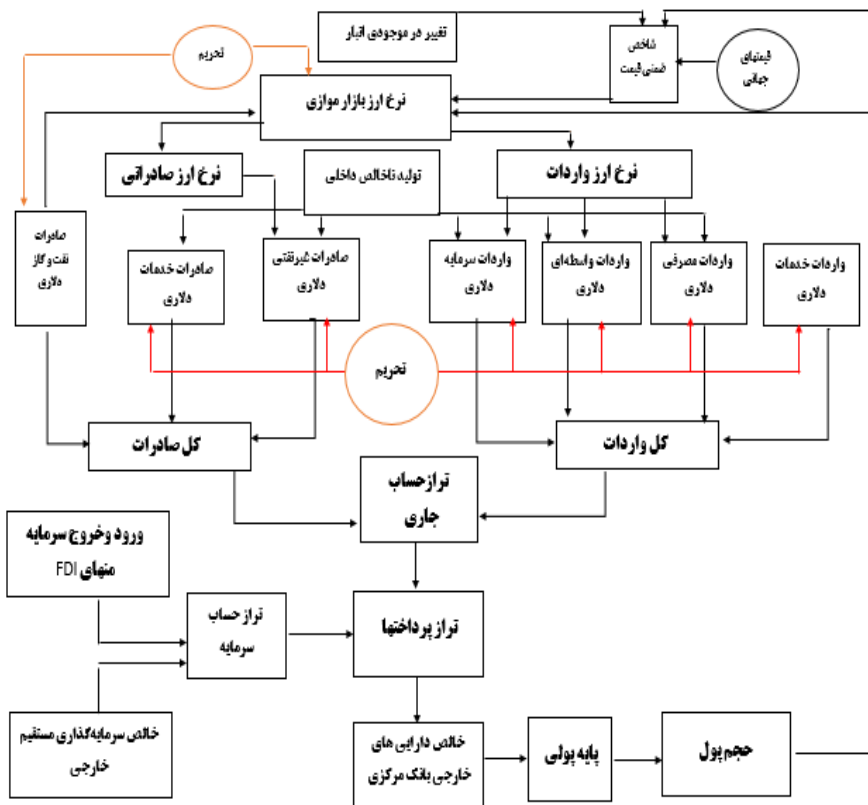 تغییر در موجودی انبار
شاخص
ضمنی قیمت
قیمتهای
جهانی
تحریم
نرخ ارز بازار موازی
نرخ ارز واردات
تولید ناخالص داخلی
نرخ ارز صادراتی
واردات خدمات
دلاری
واردات مصرفی
دلاری
واردات واسطه‌ای
دلاری
واردات سرمایه
دلاری
صادرات غیرنفتی
دلاری
صادرات خدمات
دلاری
صادرات
نفت و گاز
دلاری
تحریم
کل واردات
کل صادرات
تراز حساب
جاری
ورود و خروج سرمایه
منهای FDI
تراز حساب
سرمایه
تراز پرداختها
خالص سرمایه گذاری مستقیم
خارجی
خالص دارایی های
خارجی بانک مرکزی
پایه پولی
حجم پول